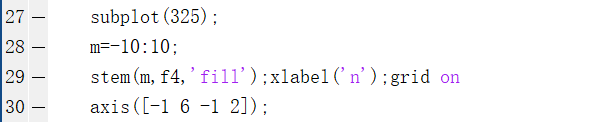 27 — subplot(325);
28 — m=-10:10;
29 — stem(m,f4,'fill');xlabel('n');grid on
30 — axis([-1 6 -1 2]);